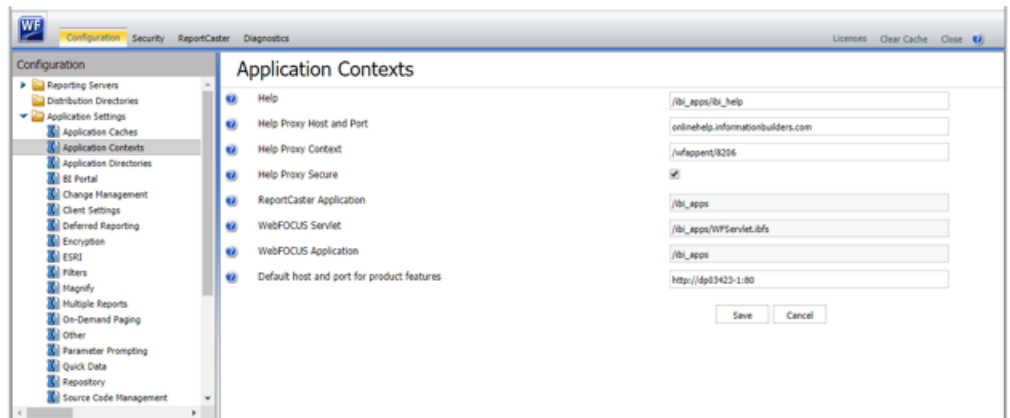 WF
Configuration Security ReportCaster Diagnostics Licenses Clear Cache Close ?
Configuration
Reporting Servers
Distribution Directories
Application Settings
Application Caches
Application Contexts
Application Directories
BI Portal
Change Management
Client Settings
Deferred Reporting
Encryption
ESRI
Filters
Magnify
Multiple Reports
On-Demand Paging
Other
Parameter Prompting
Quick Data
Repository
Source Code Management
Application Contexts
? Help /ibi_apps/ibi_help
? Help Proxy Host and Port onlinehelp.informationbuilders.com
? Help Proxy Context /wfappent/8206
? Help Proxy Secure
? ReportCaster Application /ibi_apps
? WebFOCUS Servlet /ibi_apps/WFServlet.ibfs
? WebFOCUS Application /ibi_apps
? Default host and port for product features http://dp03423-1:80
Save Cancel